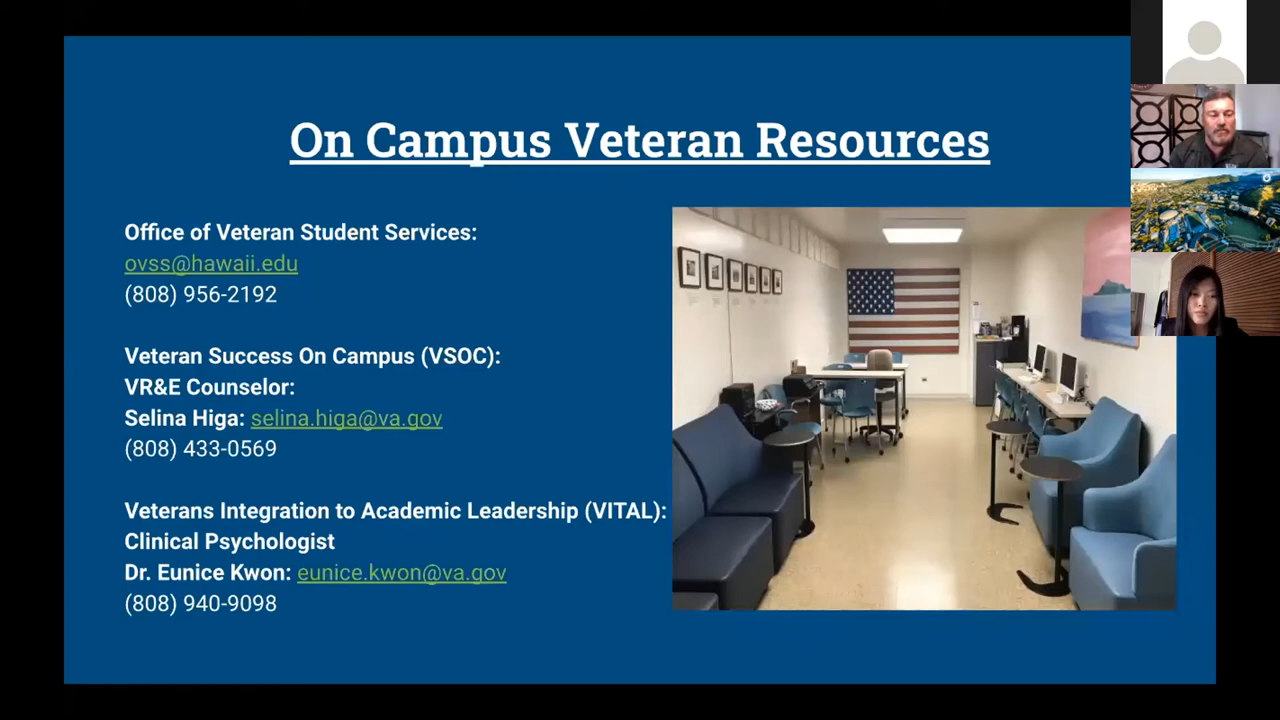 On Campus Veteran Resources
Office of Veteran Student Services:
ovss@hawaii.edu
(808) 956-2192
Veteran Success On Campus (VSOC):
VR&E Counselor:
Selina Higa: selina.higa@va.gov
(808) 433-0569
Veterans Integration to Academic Leadership (VITAL):
Clinical Psychologist
Dr. Eunice Kwon: eunice.kwon@va.gov
(808) 940-9098